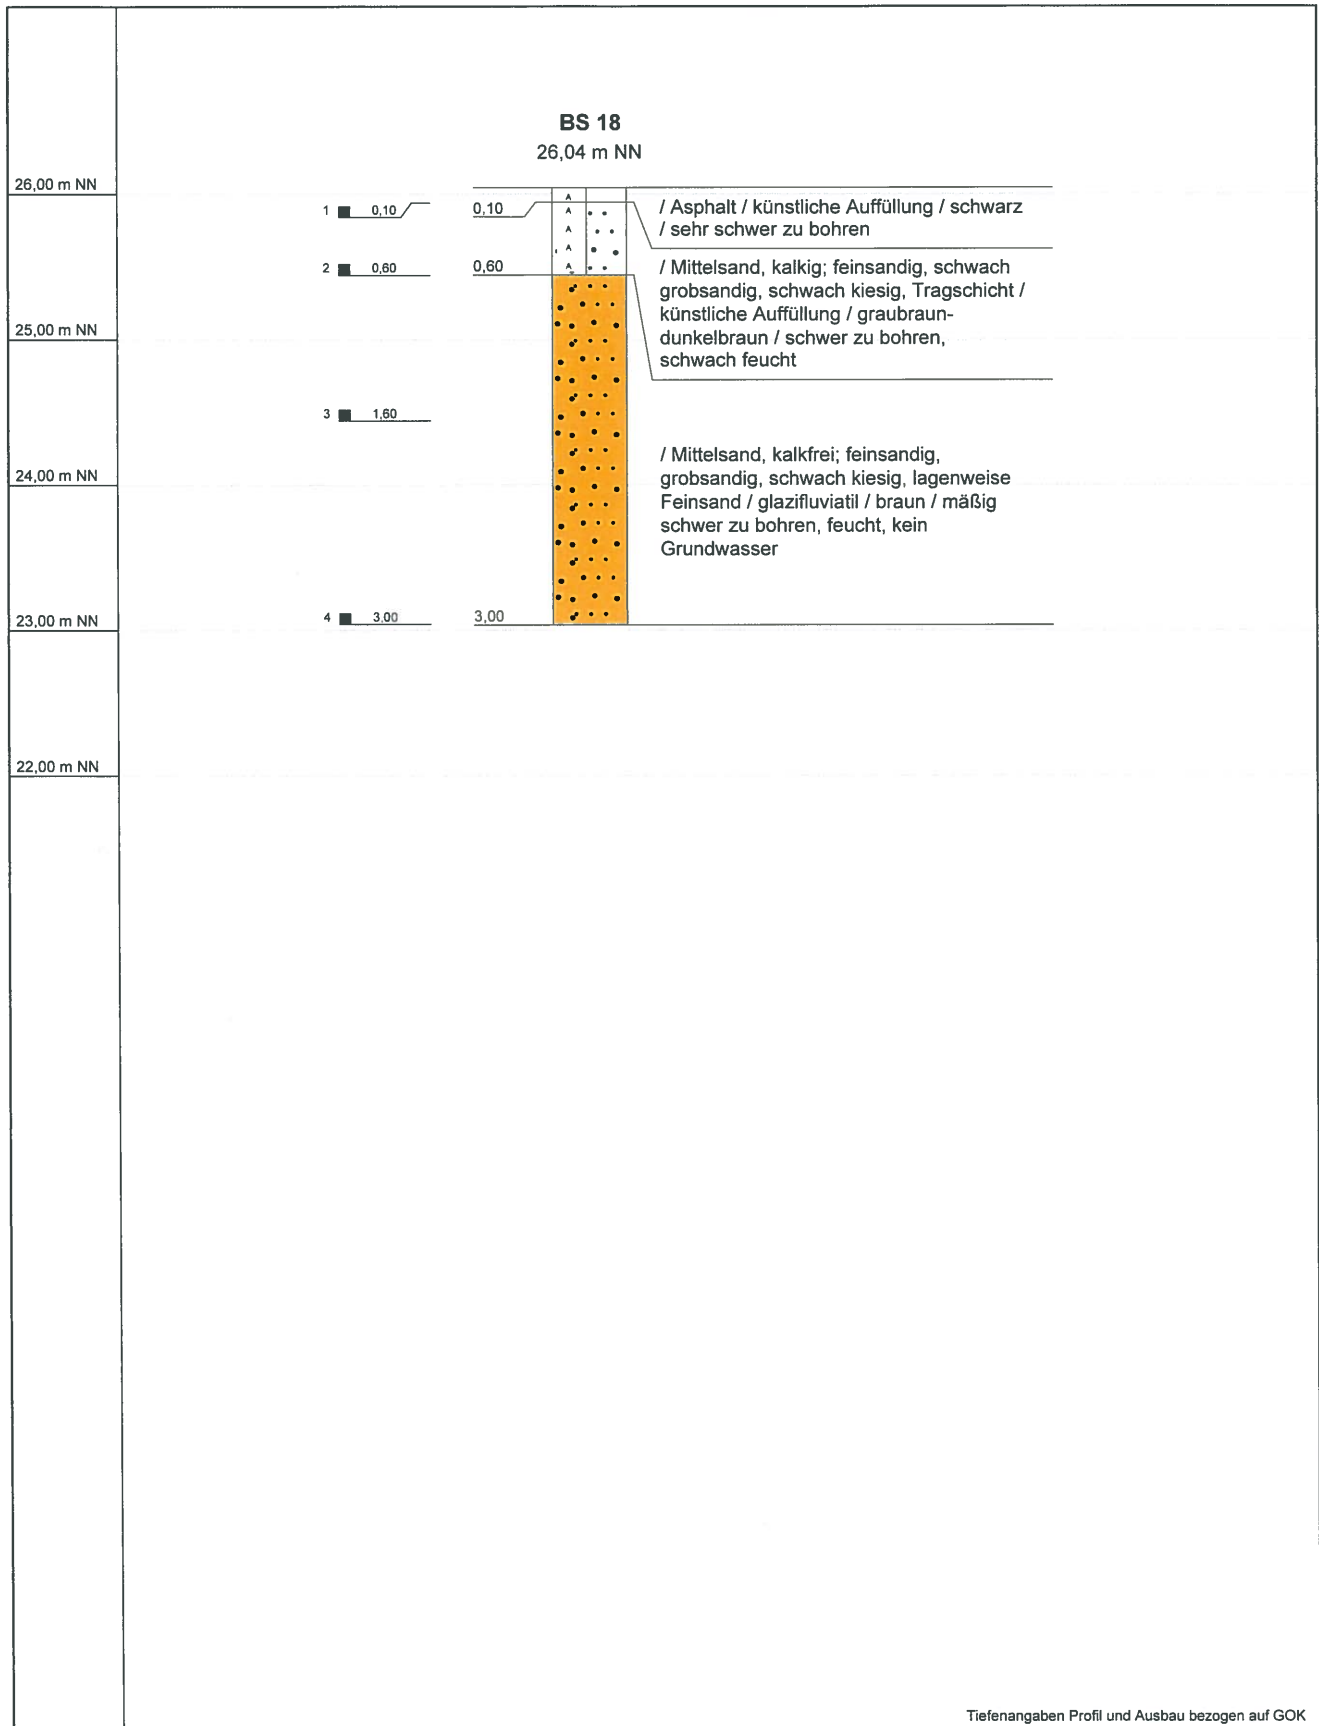 BS 18
26,04 m NN
26,00 m NN
1 0,10
0,10
/ Asphalt / künstliche Auffüllung / schwarz
/ sehr schwer zu bohren
2 0,60
0,60
/ Mittelsand, kalkig; feinsandig, schwach
grobsandig, schwach kiesig, Tragschicht /
künstliche Auffüllung / graubraun-
dunkelbraun / schwer zu bohren,
schwach feucht
25,00 m NN
3 1,60
/ Mittelsand, kalkfrei; feinsandig,
grobsandig, schwach kiesig, lagenweise
Feinsand / glazifluviatil / braun / mäßig
schwer zu bohren, feucht, kein
Grundwasser
24,00 m NN
4 3,00
3,00
23,00 m NN
22,00 m NN
A
A
A
A
A
Tiefenangaben Profil und Ausbau bezogen auf GOK